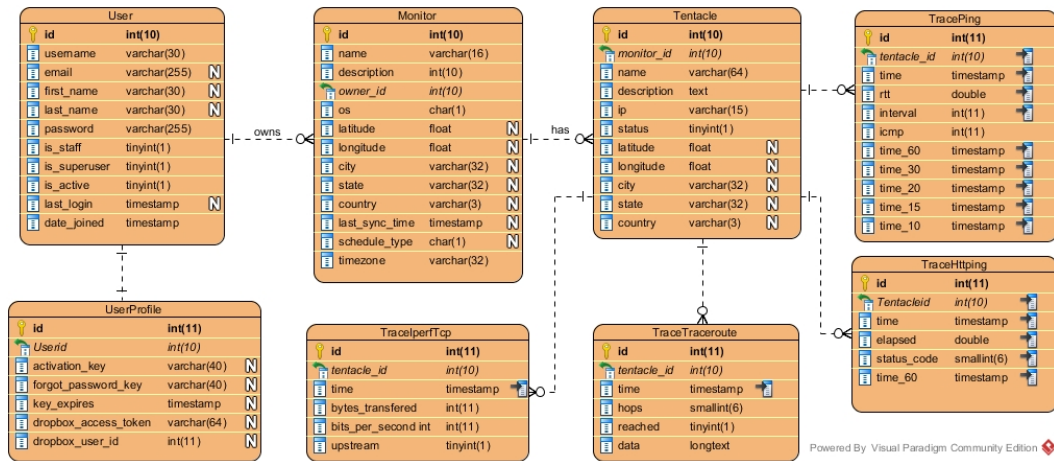 User
id int(10)
username varchar(30)
email varchar(255) N
first_name varchar(30) N
last_name varchar(30) N
password varchar(255)
is_staff tinyint(1)
is_superuser tinyint(1)
is_active tinyint(1)
last_login timestamp N
date_joined timestamp
owns
Monitor
id int(10)
name varchar(16)
description int(10)
owner_id int(10)
os char(1)
latitude float N
longitude float N
city varchar(32) N
state varchar(32) N
country varchar(3) N
last_sync_time timestamp N
schedule_type char(1) N
timezone varchar(32)
has
Tentacle
id int(10)
monitor_id int(10)
name varchar(64)
description text
ip varchar(15)
status tinyint(1)
latitude float N
longitude float N
city varchar(32) N
state varchar(32) N
country varchar(3) N
TracePing
id int(11)
tentacle_id int(10)
time timestamp
rtt double
interval int(11)
icmp int(11)
time_60 timestamp
time_30 timestamp
time_20 timestamp
time_15 timestamp
time_10 timestamp
UserProfile
id int(11)
Userid int(10)
activation_key varchar(40) N
forgot_password_key varchar(40) N
key_expires timestamp N
dropbox_access_token varchar(64) N
dropbox_user_id int(11) N
TraceIperfTcp
id int(11)
tentacle_id int(10)
time timestamp
bytes_transfered int(11)
bits_per_second int int(11)
upstream tinyint(1)
TraceTraceroute
id int(11)
tentacle_id int(10)
time timestamp
hops smallint(6)
reached tinyint(1)
data longtext
TraceHttping
id int(11)
Tentacleid int(10)
time timestamp
elapsed double
status_code smallint(6)
time_60 timestamp
Powered By Visual Paradigm Community Edition